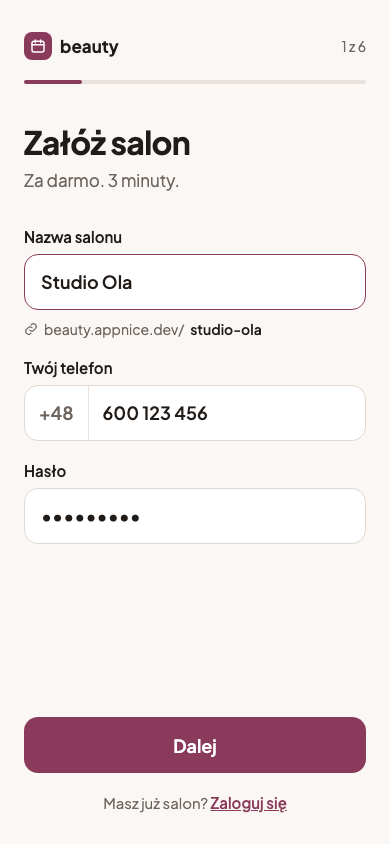 beauty
1 z 6
Załóż salon
Za darmo. 3 minuty.
Nazwa salonu
Studio Ola
beauty.appnice.dev/ studio-ola
Twój telefon
+48 600 123 456
Hasło
Dalej
Masz już salon? Zaloguj się